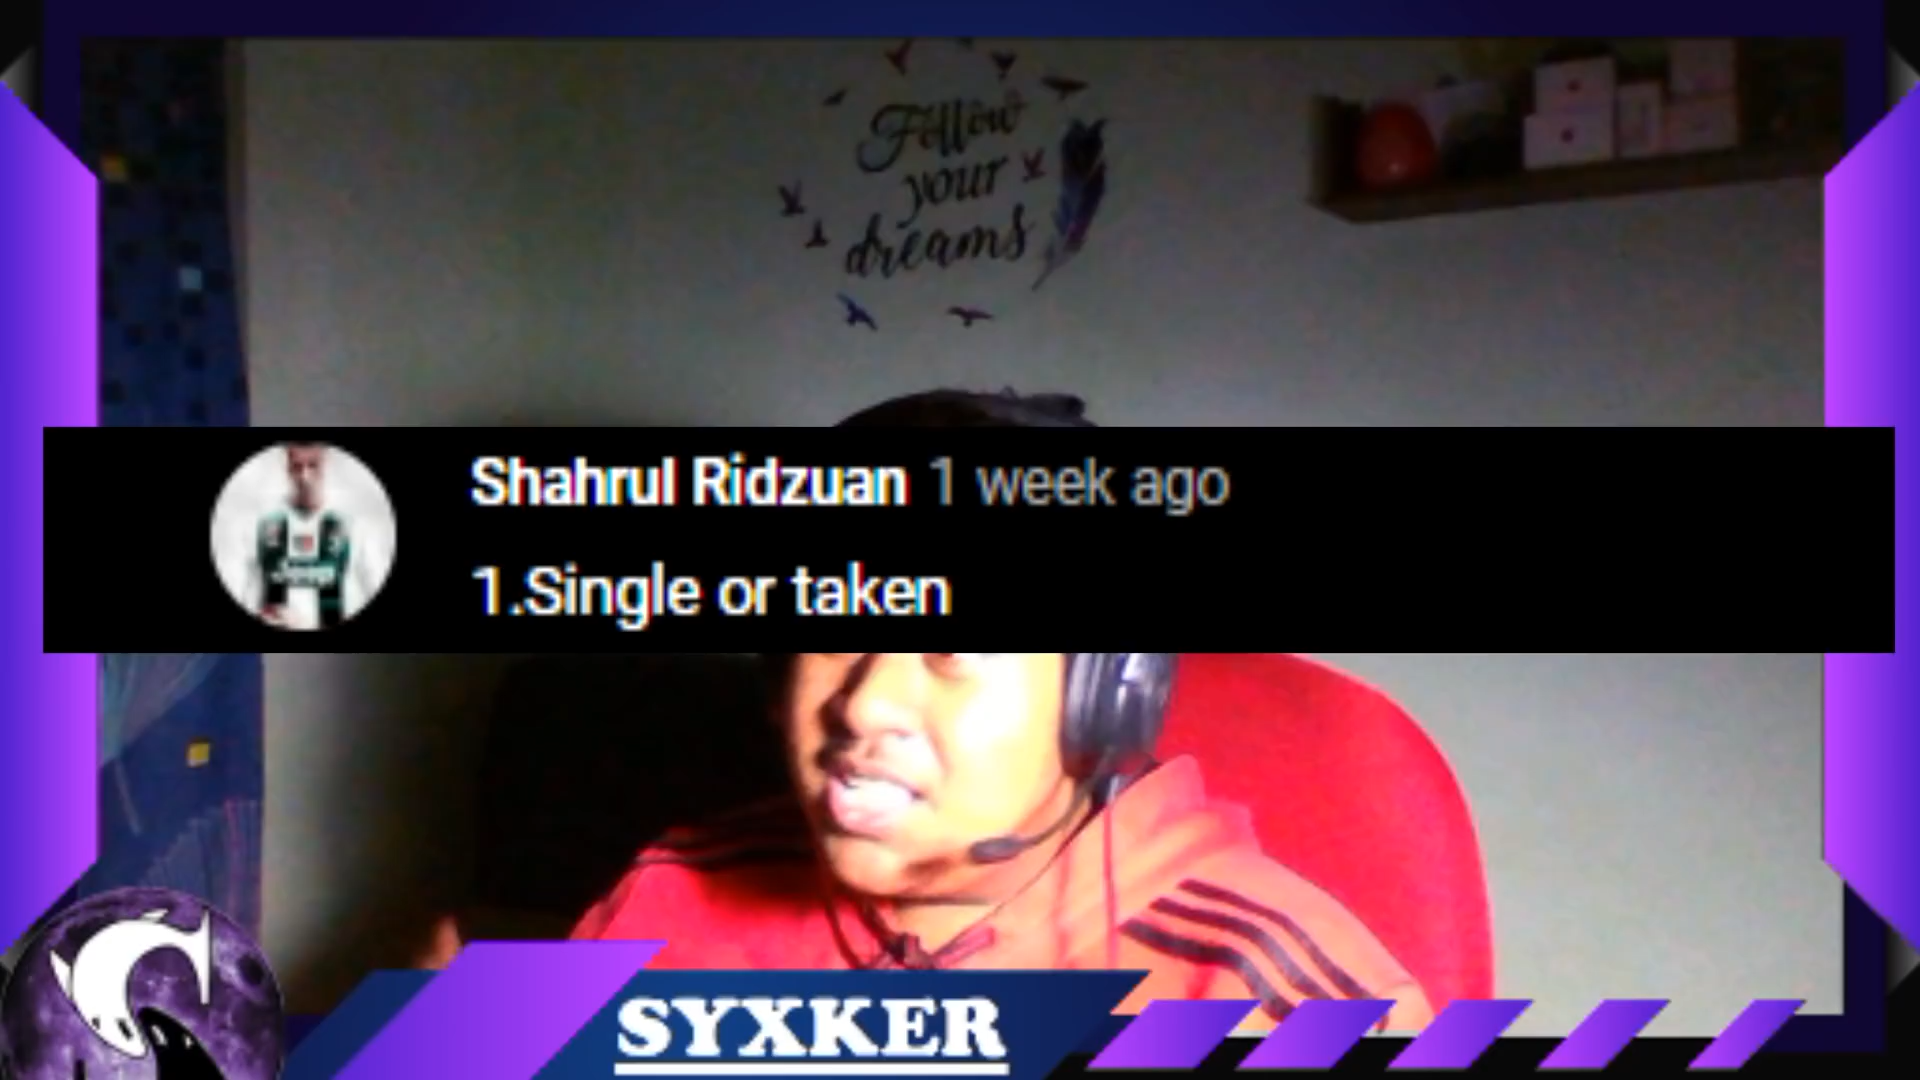 Follow
your
dreams
Shahrul Ridzuan 1 week ago
1.Single or taken
SYXKER